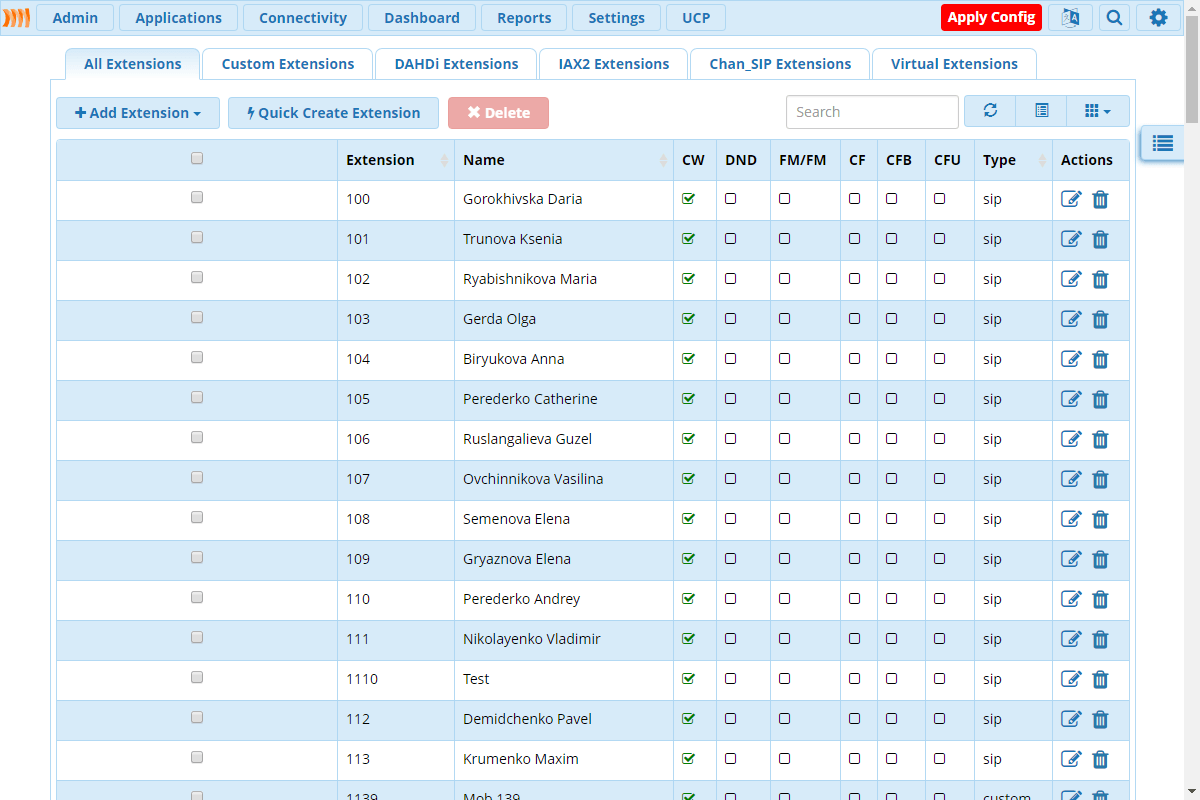 Admin Applications Connectivity Dashboard Reports Settings UCP Apply Config
All Extensions Custom Extensions DAHDi Extensions IAX2 Extensions Chan_SIP Extensions Virtual Extensions
Add Extension Quick Create Extension Delete Search
Extension Name CW DND FM/FM CF CFB CFU Type Actions
100 Gorokhivska Daria sip
101 Trunova Ksenia sip
102 Ryabishnikova Maria sip
103 Gerda Olga sip
104 Biryukova Anna sip
105 Perederko Catherine sip
106 Ruslangalieva Guzel sip
107 Ovchinnikova Vasilina sip
108 Semenova Elena sip
109 Gryaznova Elena sip
110 Perederko Andrey sip
111 Nikolayenko Vladimir sip
1110 Test sip
112 Demidchenko Pavel sip
113 Krumenko Maxim sip
1139 Mob 139 custom